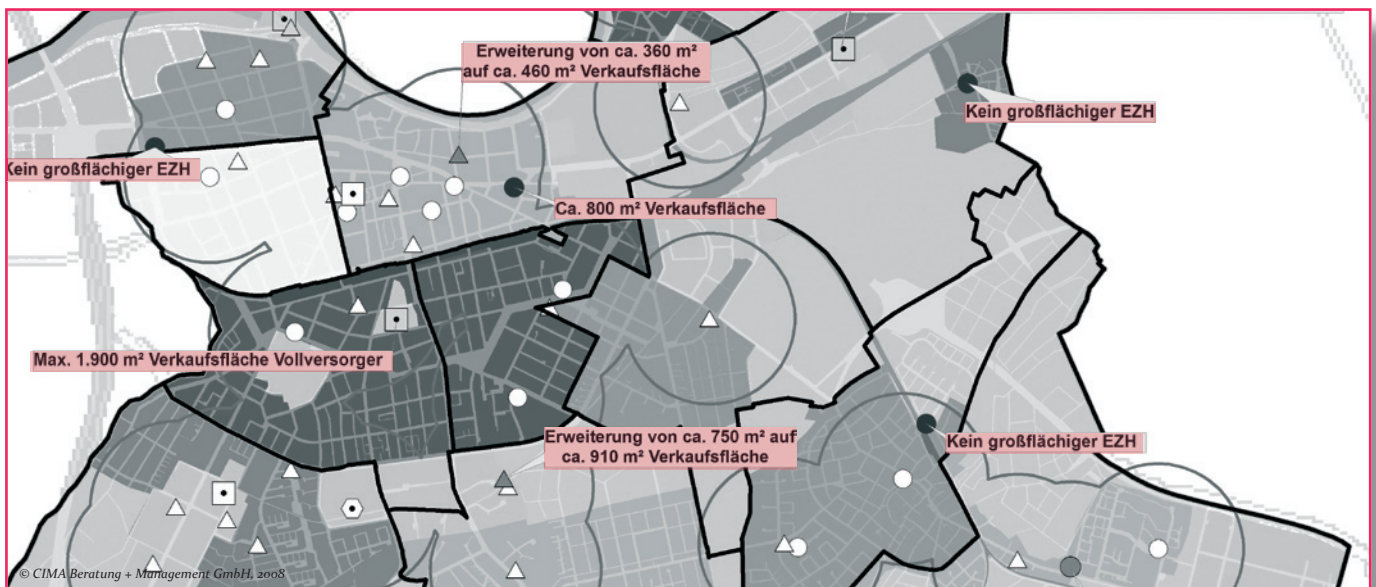 Erweiterung von ca. 360 m²
auf ca. 460 m² Verkaufsfläche
Kein großflächiger EZH
Kein großflächiger EZH
Ca. 800 m² Verkaufsfläche
Max. 1.900 m² Verkaufsfläche Vollversorger
Erweiterung von ca. 750 m² auf
ca. 910 m² Verkaufsfläche
Kein großflächiger EZH
© CIMA Beratung + Management GmbH, 2008